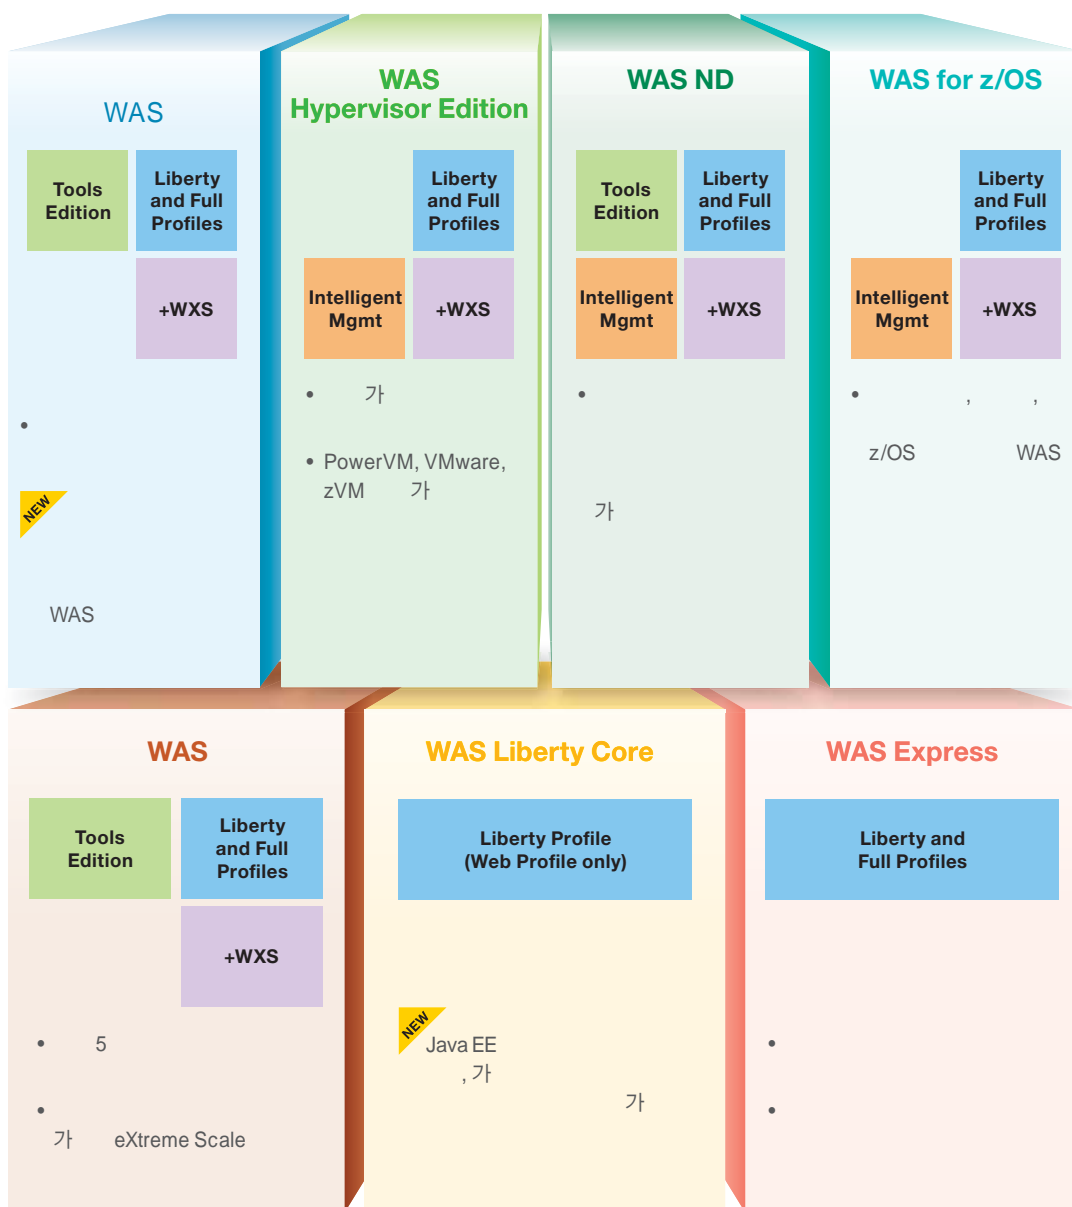 WAS
Tools
Edition
Liberty
and Full
Profiles
+WXS
•
NEW
WAS
WAS
Hypervisor Edition
Liberty
and Full
Profiles
Intelligent
Mgmt
+WXS
• 가
• PowerVM, VMware,
zVM 가
WAS ND
Tools
Edition
Liberty
and Full
Profiles
Intelligent
Mgmt
+WXS
•
가
WAS for z/OS
Liberty
and Full
Profiles
Intelligent
Mgmt
+WXS
• , ,
z/OS WAS
WAS
Tools
Edition
Liberty
and Full
Profiles
+WXS
• 5
•
가 eXtreme Scale
WAS Liberty Core
Liberty Profile
(Web Profile only)
NEW
Java EE
, 가
가
WAS Express
Liberty and
Full Profiles
•
•